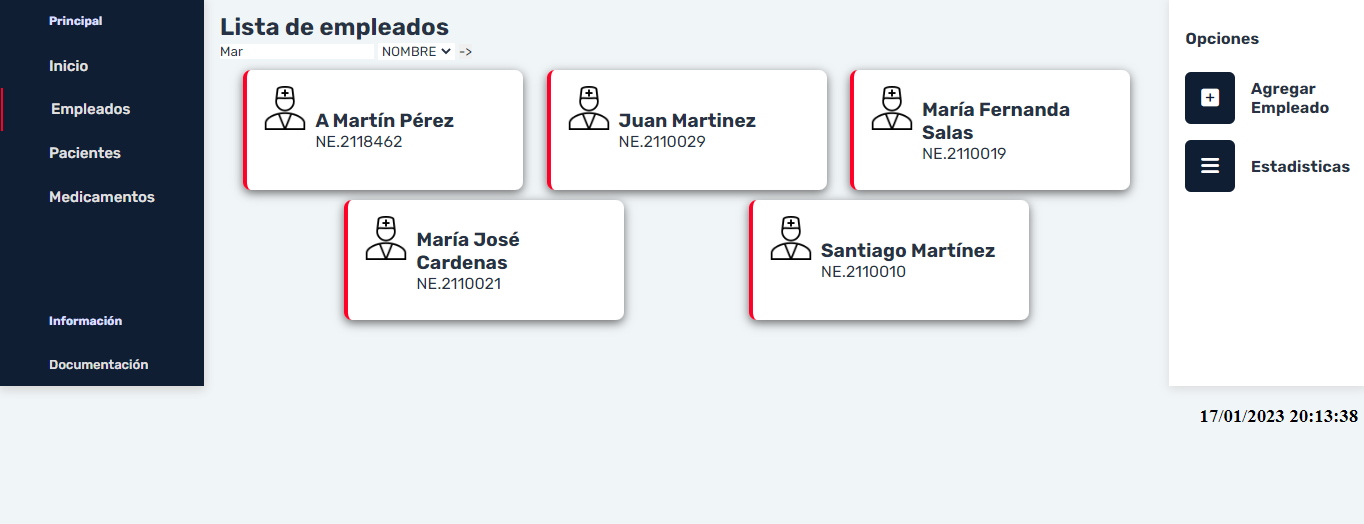 Principal
Inicio
Empleados
Pacientes
Medicamentos
Información
Documentación
Lista de empleados
Mar NOMBRE ->
A Martín Pérez
NE.2118462
Juan Martinez
NE.2110029
María Fernanda
Salas
NE.2110019
María José
Cardenas
NE.2110021
Santiago Martínez
NE.2110010
Opciones
Agregar
Empleado
Estadisticas
17/01/2023 20:13:38